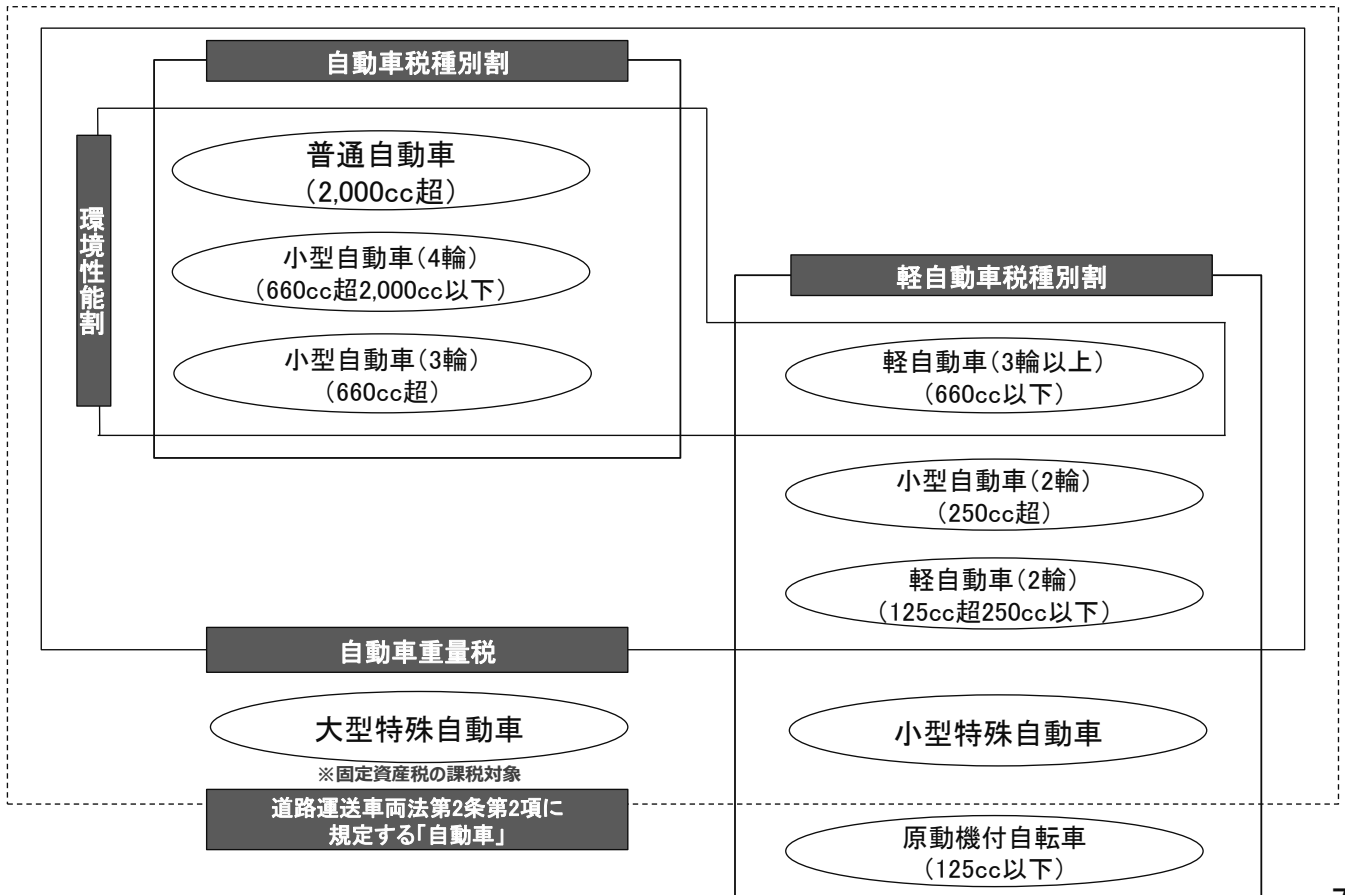 自動車税種別割
環境性能割
普通自動車
（2,000cc超）
小型自動車（4輪）
（660cc超2,000cc以下）
小型自動車（3輪）
（660cc超）
軽自動車税種別割
軽自動車（3輪以上）
（660cc以下）
小型自動車（2輪）
（250cc超）
軽自動車（2輪）
（125cc超250cc以下）
自動車重量税
大型特殊自動車
※固定資産税の課税対象
小型特殊自動車
道路運送車両法第2条第2項に
規定する「自動車」
原動機付自転車
（125cc以下）